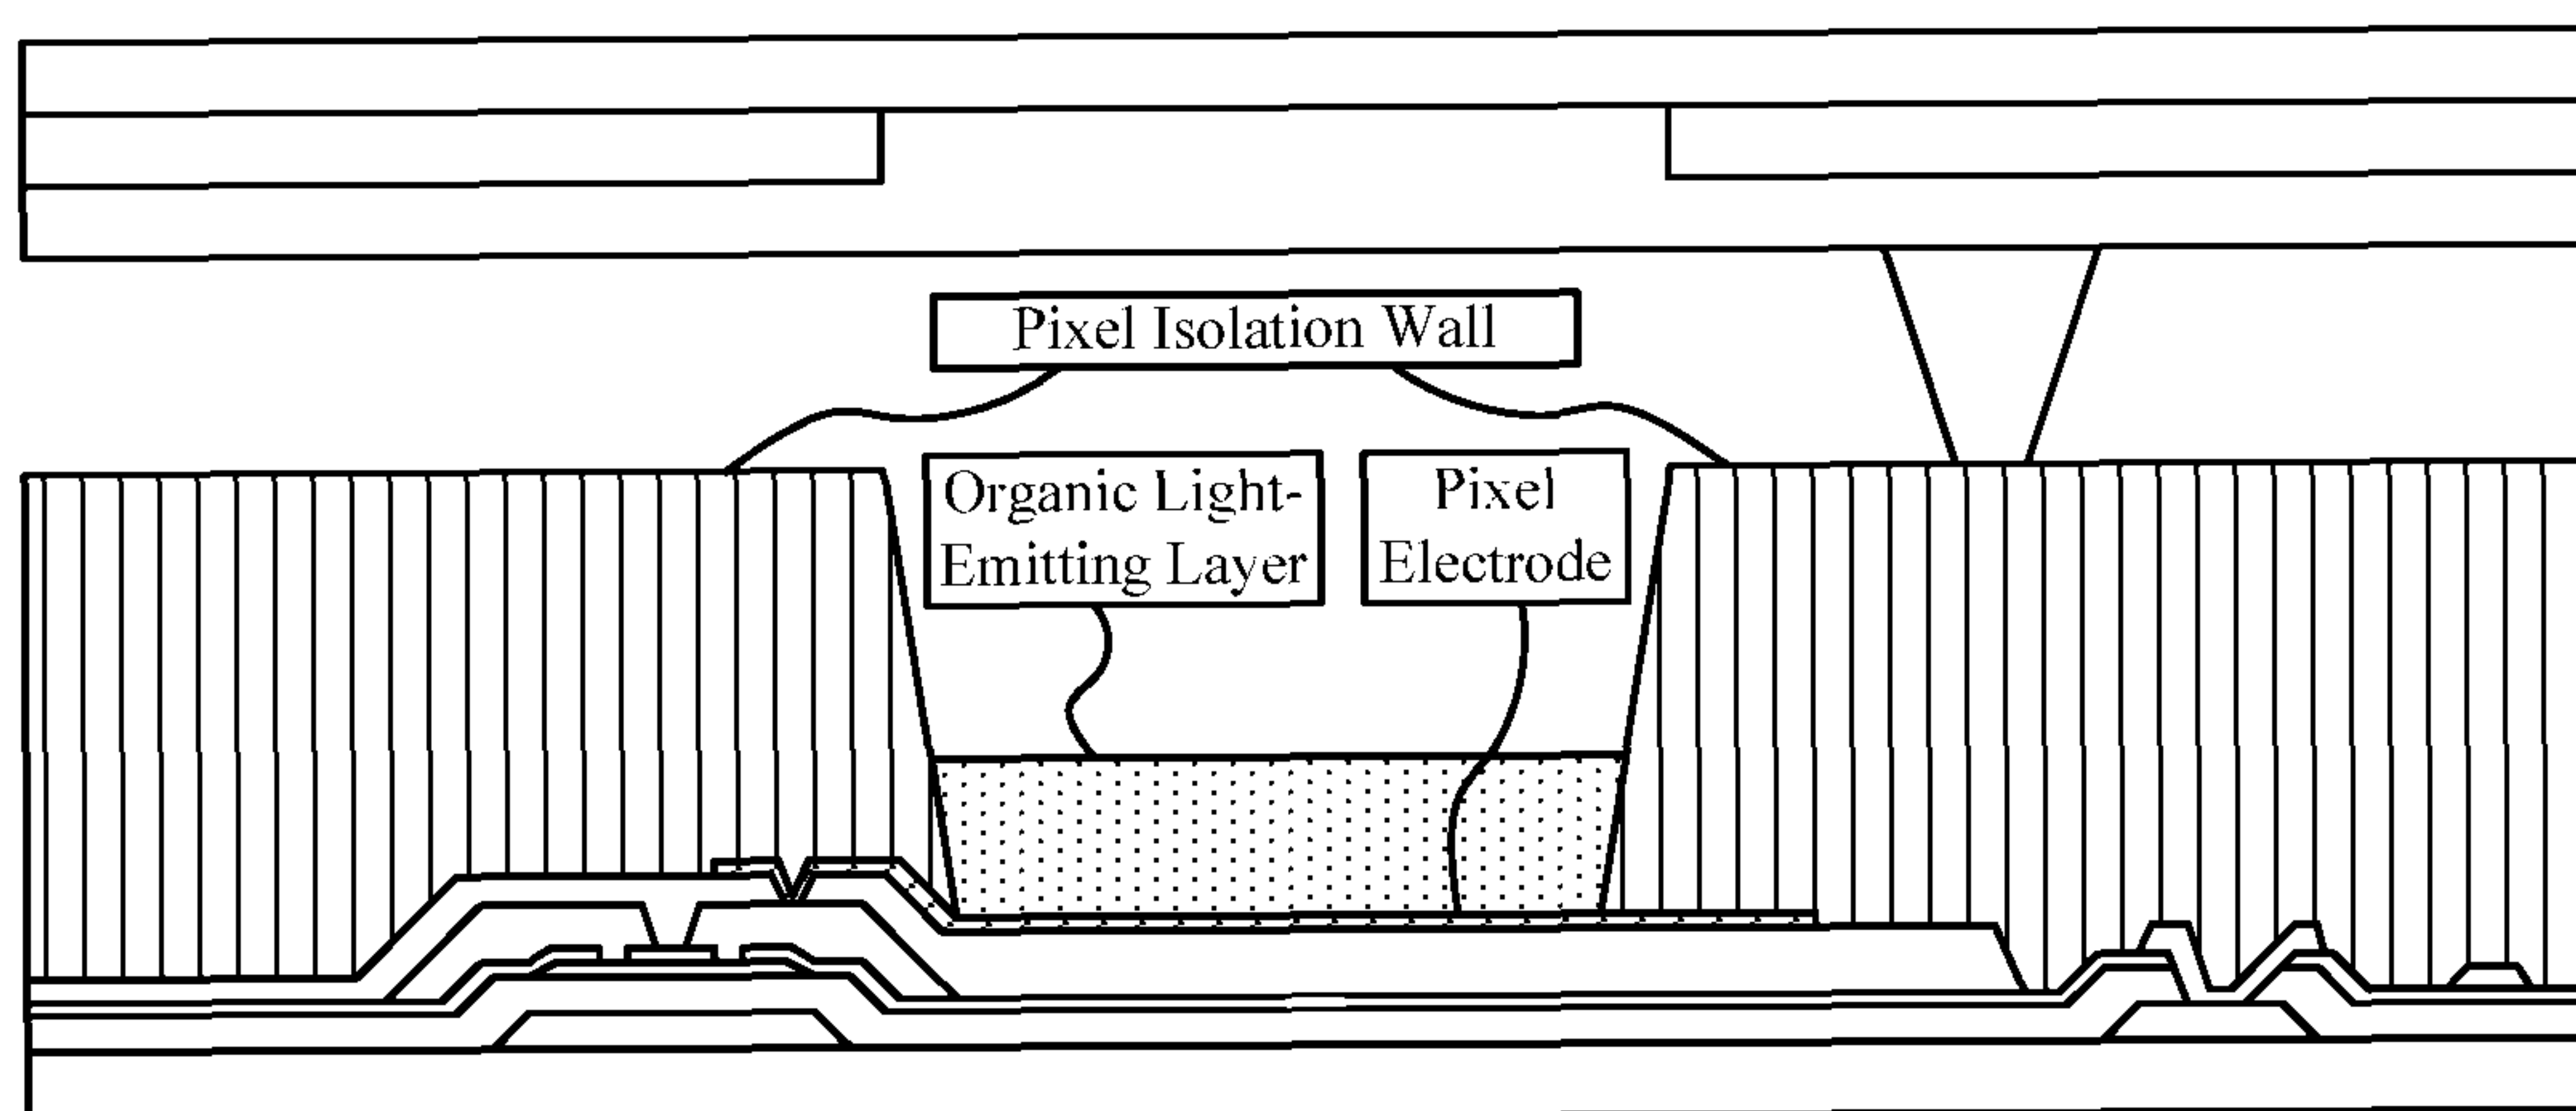 Pixel Isolation Wall
Organic Light-
Emitting Layer
Pixel
Electrode